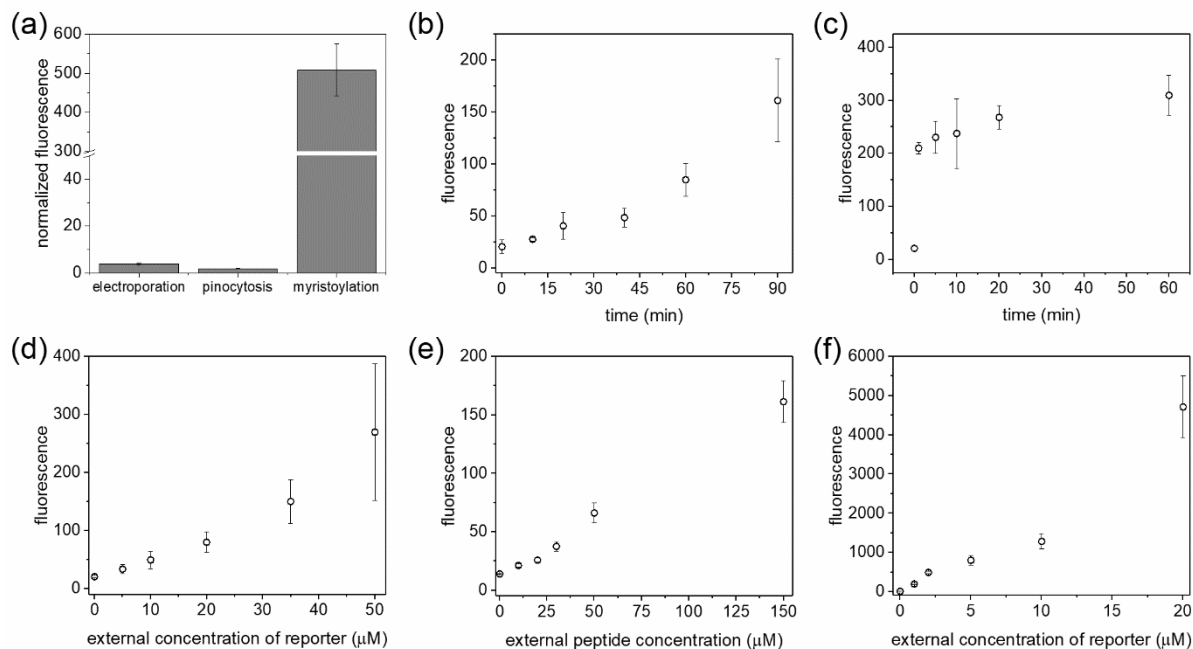 (a)
600
500
400
300
40
20
0
normalized fluorescence
electroporation pinocytosis myristoylation
(b)
200
150
100
50
0
fluorescence
0 15 30 45 60 75 90
time (min)
(c)
400
300
200
100
0
fluorescence
0 10 20 30 40 50 60
time (min)
(d)
400
300
200
100
0
fluorescence
0 10 20 30 40 50
external concentration of reporter (μM)
(e)
200
150
100
50
0
fluorescence
0 25 50 75 100 125 150
external peptide concentration (μM)
(f)
6000
5000
4000
3000
2000
1000
0
fluorescence
0 5 10 15 20
external concentration of reporter (μM)